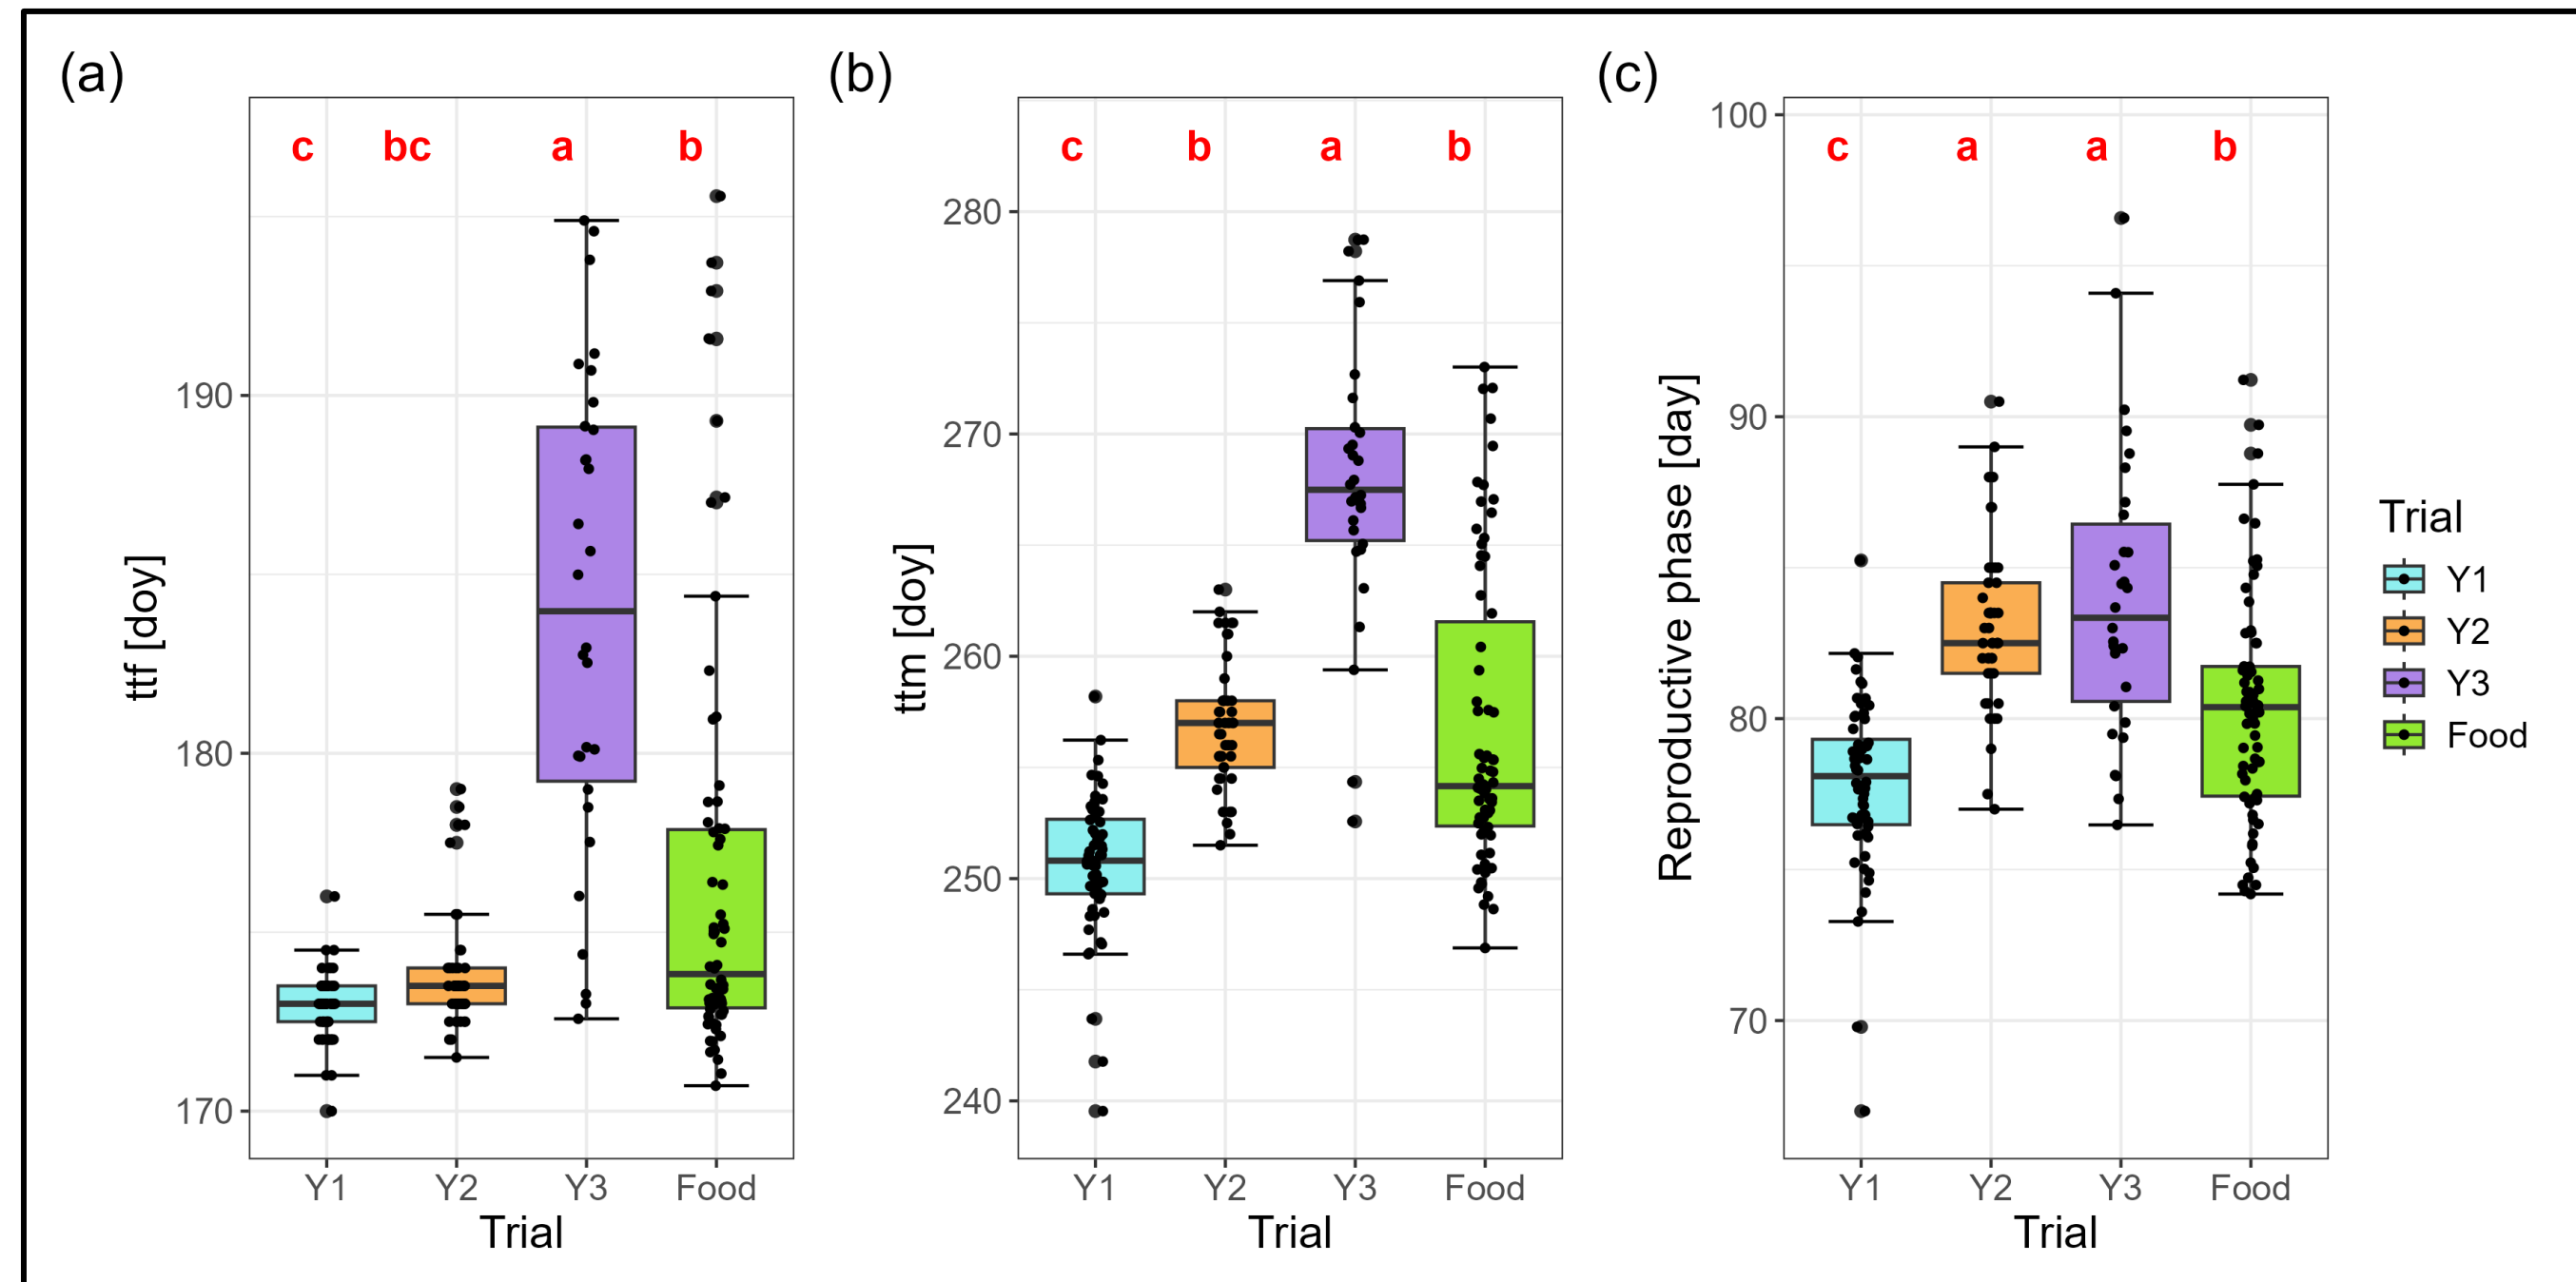 (a)
c bc a b
190
180
170
ttf [doy]
Y1 Y2 Y3 Food
Trial
(b)
c b a b
280
270
260
250
240
ttm [doy]
Y1 Y2 Y3 Food
Trial
(c)
c a a b
100
90
80
70
Reproductive phase [day]
Y1 Y2 Y3 Food
Trial
Trial
Y1
Y2
Y3
Food